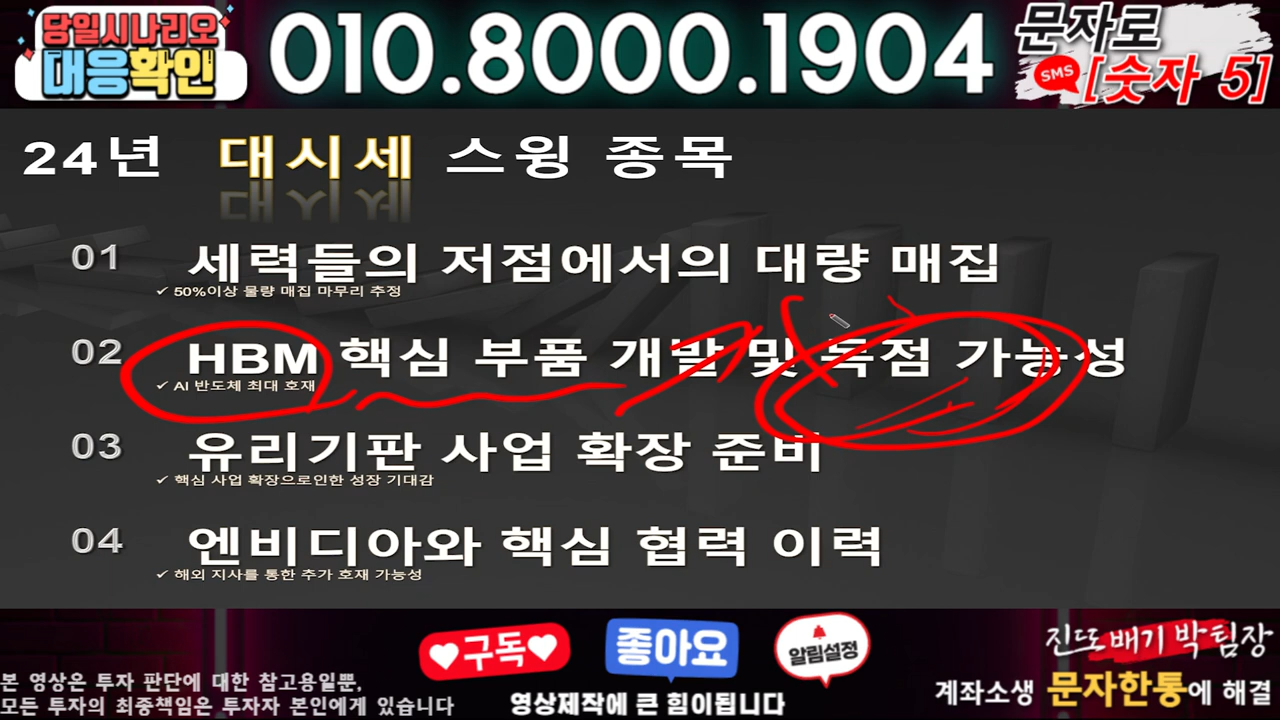 당일시나리오
대응확인
010.8000.1904
문자로
SMS
[숫자 5]
24년 대시세 스윙 종목
01 세력들의 저점에서의 대량 매집
✓ 50%이상 물량 매집 마무리 추정
02 HBM 핵심 부품 개발 및 독점 가능성
✓ AI 반도체 최대 호재
03 유리기판 사업 확장 준비
✓ 핵심 사업 확장으로인한 성장 기대감
04 엔비디아와 핵심 협력 이력
✓ 해외 지사를 통한 추가 호재 가능성
구독
좋아요
알림설정
진또배기 박팀장
본 영상은 투자 판단에 대한 참고용일뿐,
모든 투자의 최종책임은 투자자 본인에게 있습니다
영상제작에 큰 힘이됩니다
계좌소생 문자한통에 해결